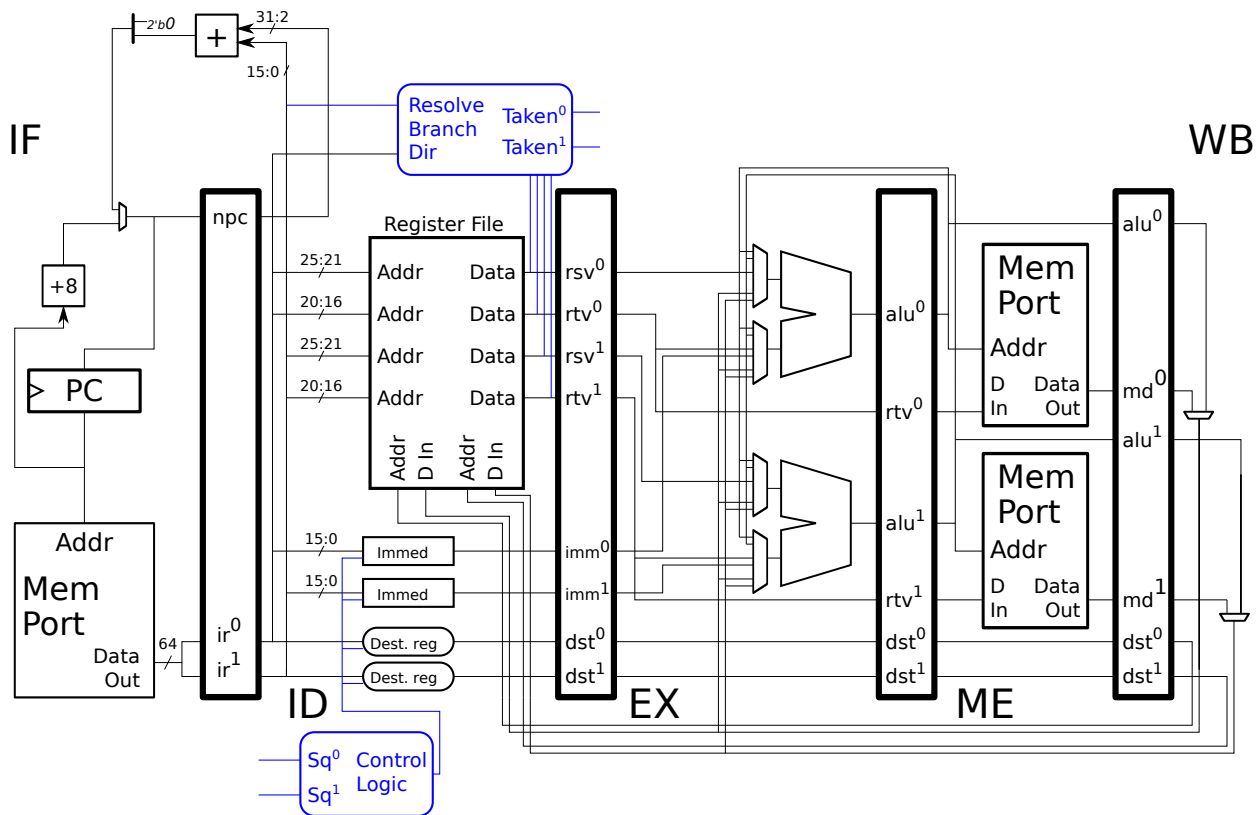 2'b0
+
31:2
15:0
IF
Resolve
Branch
Dir
Taken⁰
Taken¹
WB
npc
+8
PC
Addr
Mem
Port
Data
Out
64
ir⁰
ir¹
Register File
25:21
Addr
Data
20:16
Addr
Data
25:21
Addr
Data
20:16
Addr
Data
Addr
D In
Addr
D In
15:0
Immed
15:0
Immed
Dest. reg
Dest. reg
ID
Sq⁰
Sq¹
Control
Logic
rsv⁰
rtv⁰
rsv¹
rtv¹
imm⁰
imm¹
dst⁰
dst¹
EX
alu⁰
rtv⁰
alu¹
rtv¹
dst⁰
dst¹
ME
Mem
Port
Addr
D
In
Data
Out
Mem
Port
Addr
D
In
Data
Out
alu⁰
md⁰
alu¹
md¹
dst⁰
dst¹